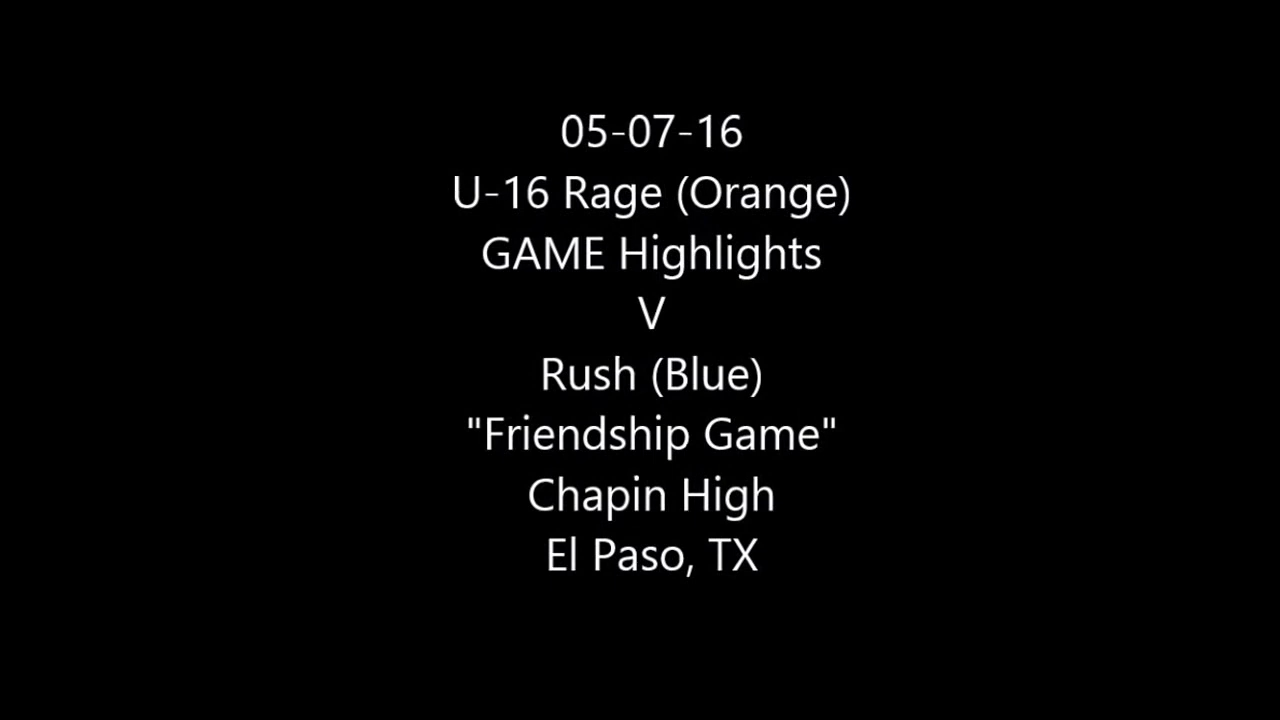 05-07-16
U-16 Rage (Orange)
GAME Highlights
V
Rush (Blue)
"Friendship Game"
Chapin High
El Paso, TX